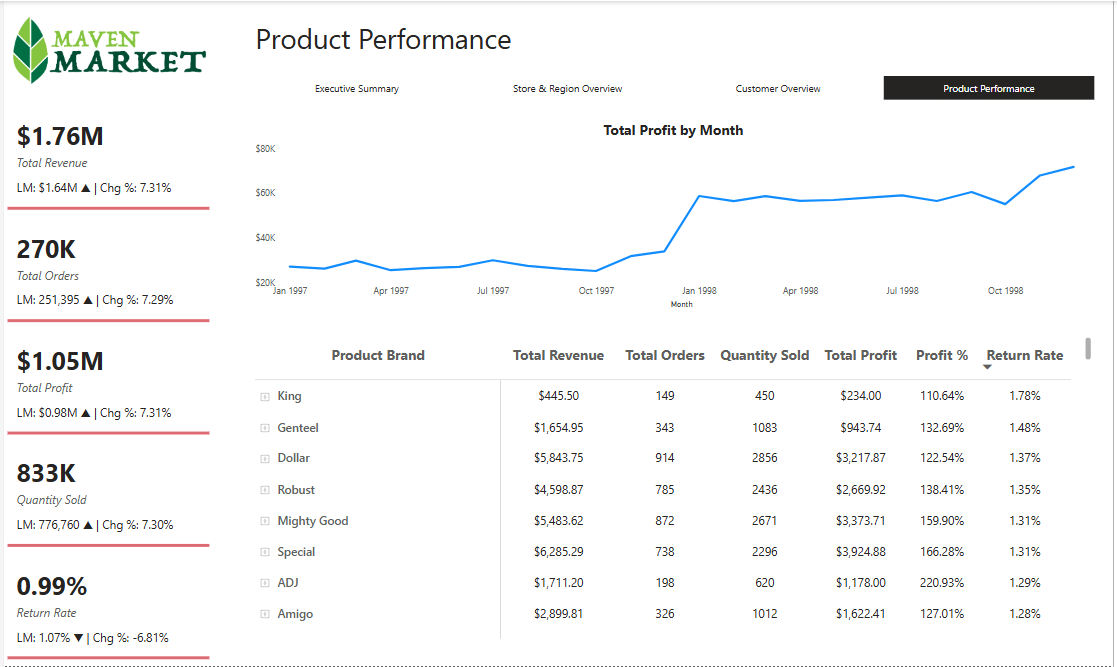 MAVEN
MARKET
Product Performance
Executive Summary Store & Region Overview Customer Overview Product Performance
$1.76M
Total Revenue
LM: $1.64M ▲ | Chg %: 7.31%
270K
Total Orders
LM: 251,395 ▲ | Chg %: 7.29%
$1.05M
Total Profit
LM: $0.98M ▲ | Chg %: 7.31%
833K
Quantity Sold
LM: 776,760 ▲ | Chg %: 7.30%
0.99%
Return Rate
LM: 1.07% ▼ | Chg %: -6.81%
Total Profit by Month
$80K
$60K
$40K
$20K
Jan 1997 Apr 1997 Jul 1997 Oct 1997 Jan 1998 Apr 1998 Jul 1998 Oct 1998
Month
Product Brand Total Revenue Total Orders Quantity Sold Total Profit Profit % Return Rate
King $445.50 149 450 $234.00 110.64% 1.78%
Genteel $1,654.95 343 1083 $943.74 132.69% 1.48%
Dollar $5,843.75 914 2856 $3,217.87 122.54% 1.37%
Robust $4,598.87 785 2436 $2,669.92 138.41% 1.35%
Mighty Good $5,483.62 872 2671 $3,373.71 159.90% 1.31%
Special $6,285.29 738 2296 $3,924.88 166.28% 1.31%
ADJ $1,711.20 198 620 $1,178.00 220.93% 1.29%
Amigo $2,899.81 326 1012 $1,622.41 127.01% 1.28%